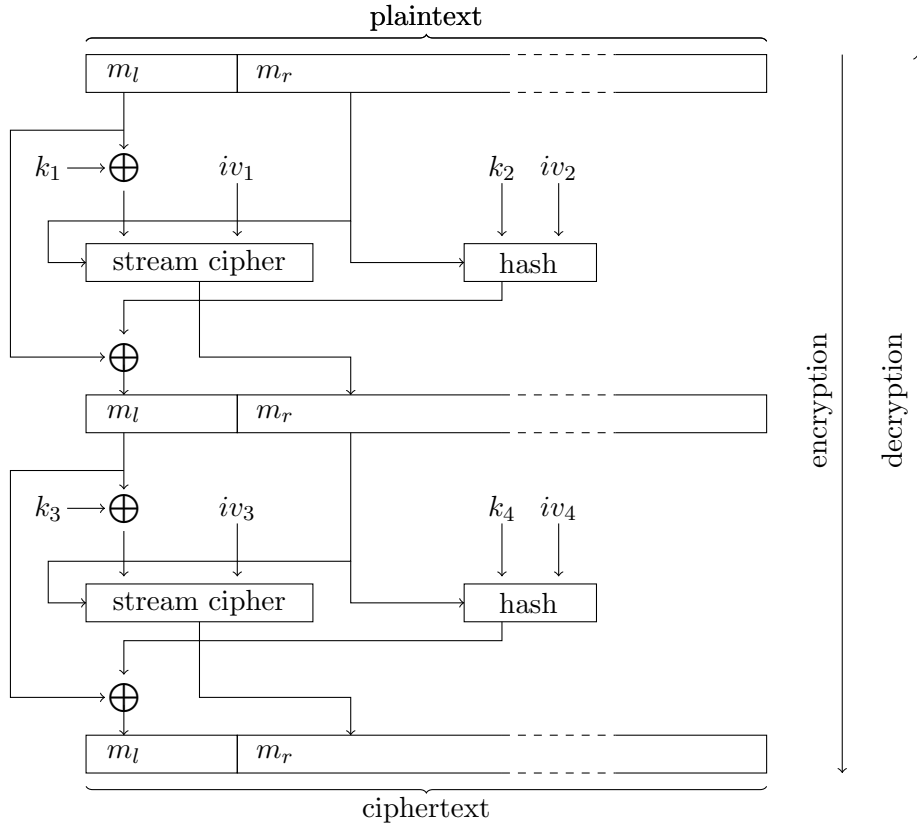 plaintext
m_l m_r
k_1 iv_1 k_2 iv_2
stream cipher hash
m_l m_r
k_3 iv_3 k_4 iv_4
stream cipher hash
m_l m_r
ciphertext
encryption
decryption